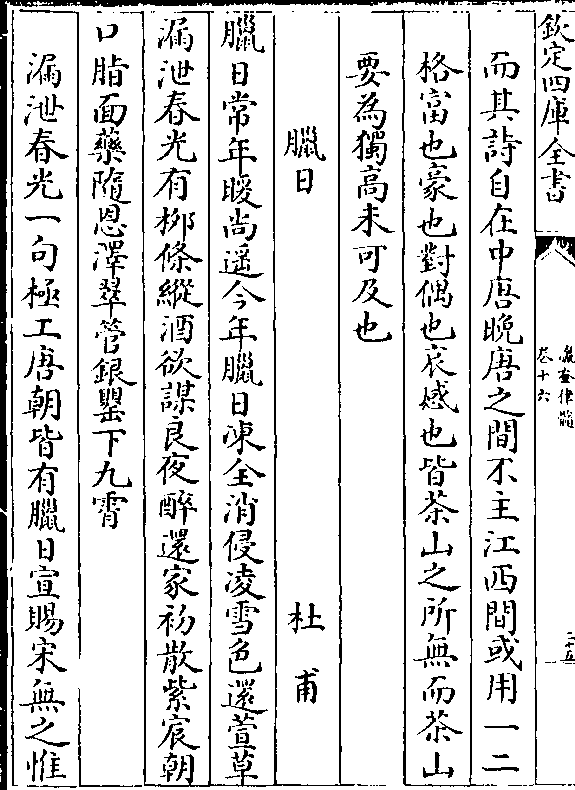 欽定四庫全書
瀛奎律髓
卷十六
二十五
而其詩自在中唐晚唐之間不主江西間或用一二
格富也豪也對偶也哀感也皆茶山之所無而茶山
要為獨高未可及也
臘日
杜甫
臘日常年暖尚遥今年臘日凍全消侵凌雪色還萱草
漏泄春光有栁條縱酒欲謀良夜醉還家初散紫宸朝
口脂面藥隨恩澤翠管銀罌下九霄
漏泄春光一句極工唐朝皆有臘日宣賜宋無之惟